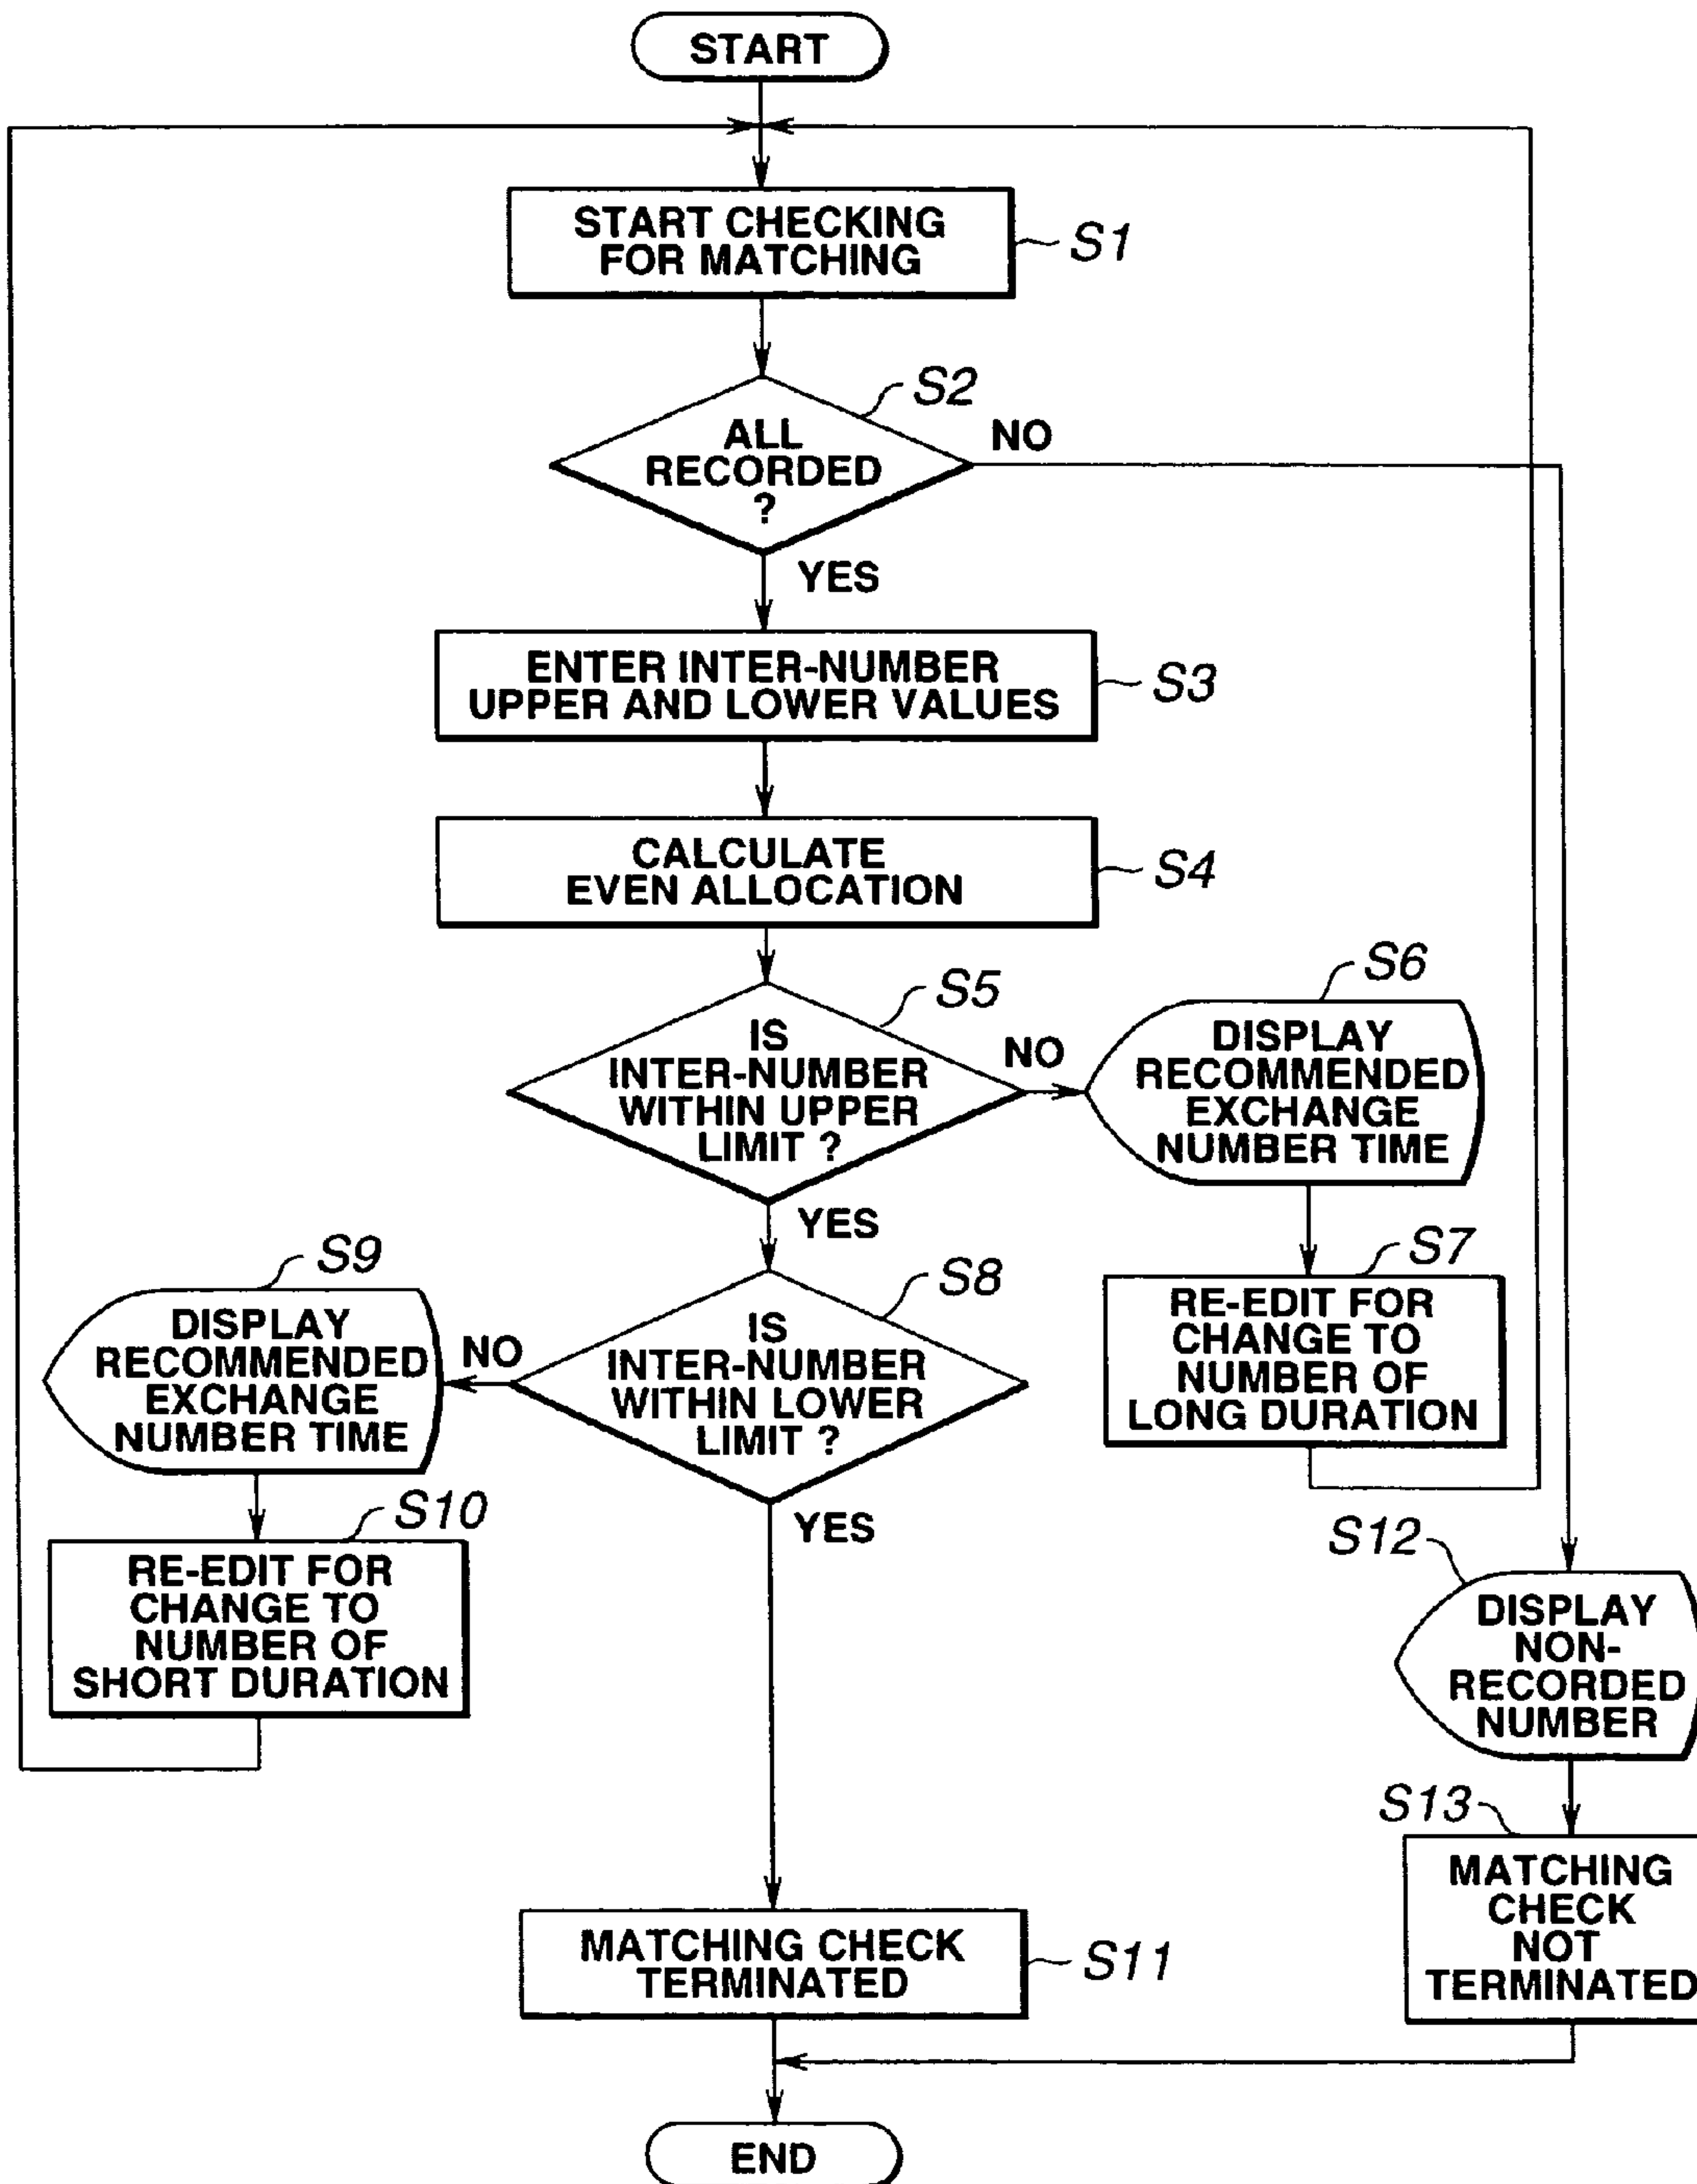 START
START CHECKING
FOR MATCHING
S1
S2
ALL
RECORDED
?
NO
YES
ENTER INTER-NUMBER
UPPER AND LOWER VALUES
S3
CALCULATE
EVEN ALLOCATION
S4
S5
IS
INTER-NUMBER
WITHIN UPPER
LIMIT ?
NO
YES
S6
DISPLAY
RECOMMENDED
EXCHANGE
NUMBER TIME
S7
RE-EDIT FOR
CHANGE TO
NUMBER OF
LONG DURATION
S8
IS
INTER-NUMBER
WITHIN LOWER
LIMIT ?
NO
YES
S9
DISPLAY
RECOMMENDED
EXCHANGE
NUMBER TIME
S10
RE-EDIT FOR
CHANGE TO
NUMBER OF
SHORT DURATION
S12
DISPLAY
NON-
RECORDED
NUMBER
S13
MATCHING
CHECK
NOT
TERMINATED
MATCHING CHECK
TERMINATED
S11
END